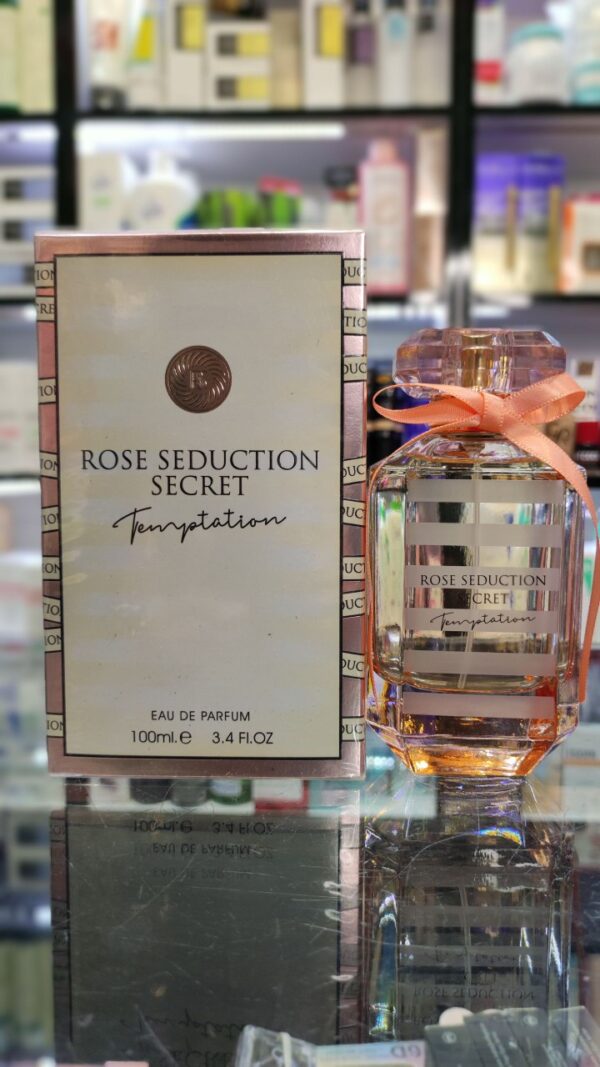 ROSE SEDUCTION
SECRET
Temptation
EAU DE PARFUM
100ml.e 3.4 Fl.OZ
ROSE SEDUCTION
SECRET
Temptation